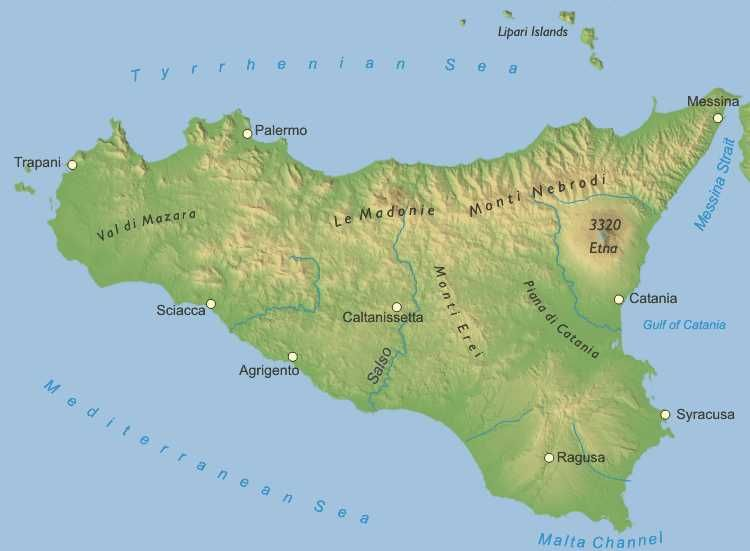 Lipari Islands
Tyrrhenian Sea
Messina
Palermo
Trapani
Messina Strait
Monti Nebrodi
Le Madonie
Val di Mazara
3320
Etna
Monti Erei
Piana di Catania
Catania
Sciacca
Caltanissetta
Gulf of Catania
Salso
Agrigento
Mediterranean Sea
Syracusa
Ragusa
Malta Channel